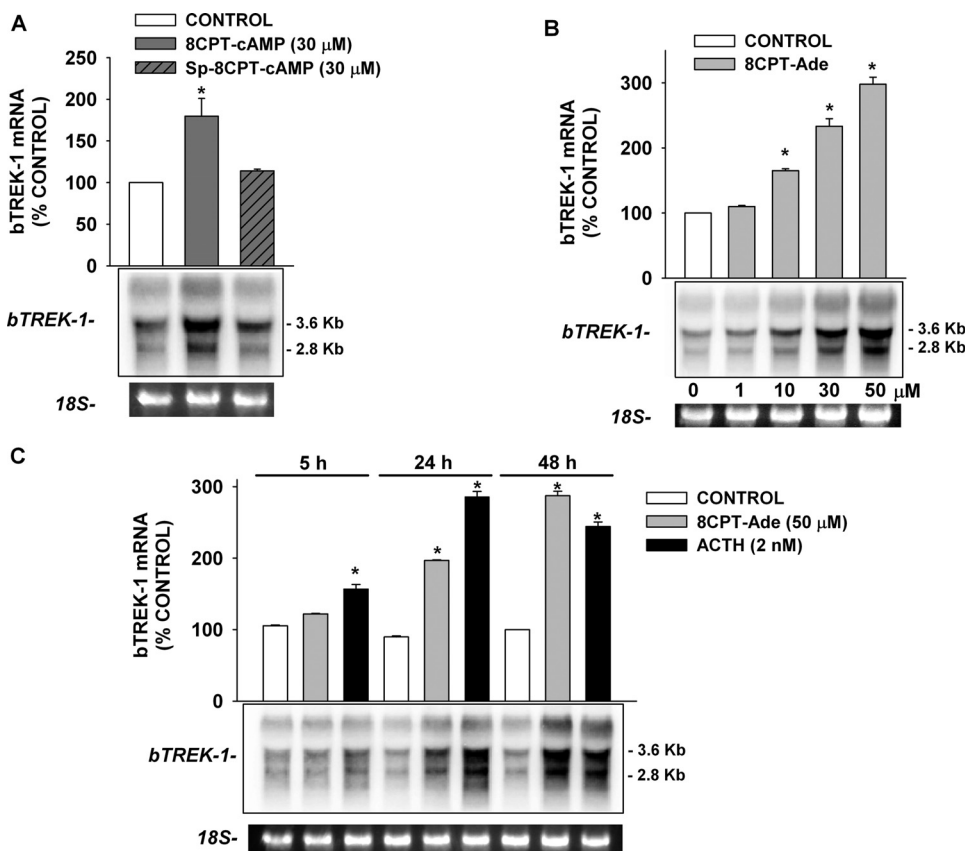 A
CONTROL
8CPT-cAMP (30 μM)
Sp-8CPT-cAMP (30 μM)
bTREK-1 mRNA
(% CONTROL)
250
200
150
100
50
0
*
bTREK-1-
- 3.6 Kb
- 2.8 Kb
18S-
B
CONTROL
8CPT-Ade
bTREK-1 mRNA
(% CONTROL)
300
200
100
0
* * *
bTREK-1-
- 3.6 Kb
- 2.8 Kb
0 1 10 30 50 μM
18S-
C
5 h 24 h 48 h
CONTROL
8CPT-Ade (50 μM)
ACTH (2 nM)
bTREK-1 mRNA
(% CONTROL)
300
200
100
0
* * * * *
bTREK-1-
- 3.6 Kb
- 2.8 Kb
18S-